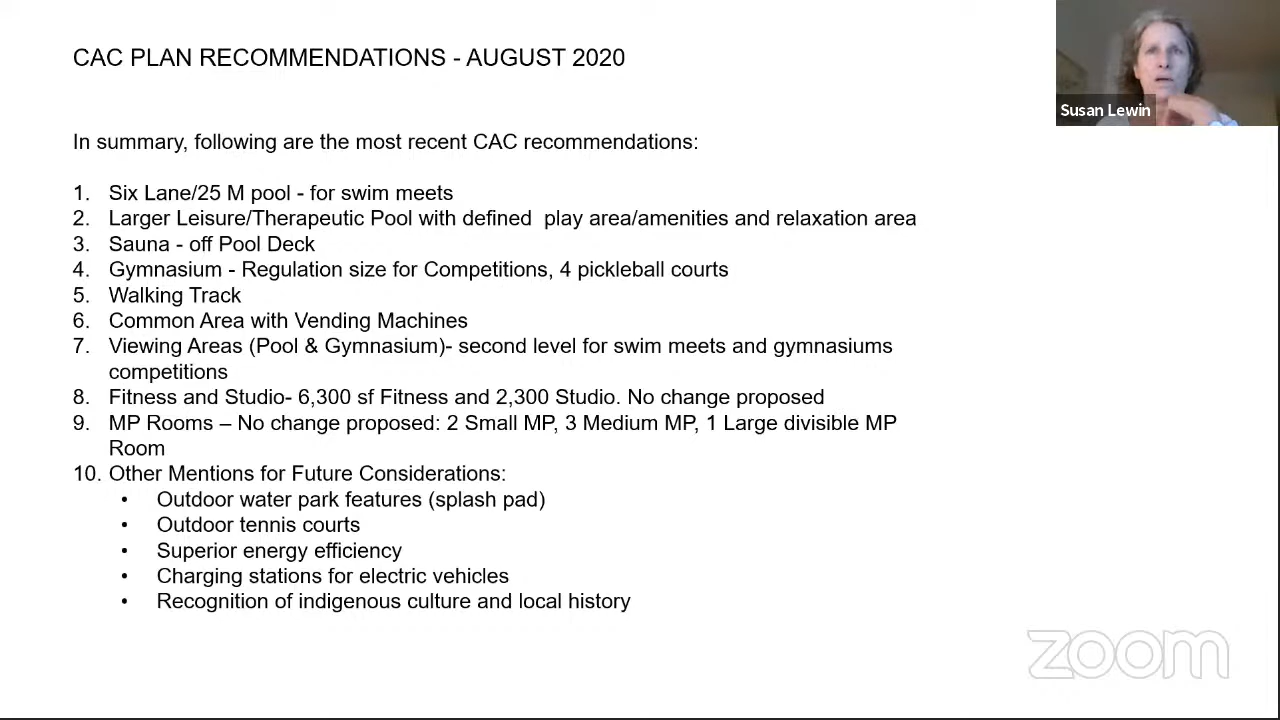 CAC PLAN RECOMMENDATIONS - AUGUST 2020
Susan Lewin
In summary, following are the most recent CAC recommendations:
1. Six Lane/25 M pool - for swim meets
2. Larger Leisure/Therapeutic Pool with defined play area/amenities and relaxation area
3. Sauna - off Pool Deck
4. Gymnasium - Regulation size for Competitions, 4 pickleball courts
5. Walking Track
6. Common Area with Vending Machines
7. Viewing Areas (Pool & Gymnasium)- second level for swim meets and gymnasiums
competitions
8. Fitness and Studio- 6,300 sf Fitness and 2,300 Studio. No change proposed
9. MP Rooms – No change proposed: 2 Small MP, 3 Medium MP, 1 Large divisible MP
Room
10. Other Mentions for Future Considerations:
• Outdoor water park features (splash pad)
• Outdoor tennis courts
• Superior energy efficiency
• Charging stations for electric vehicles
• Recognition of indigenous culture and local history
zoom